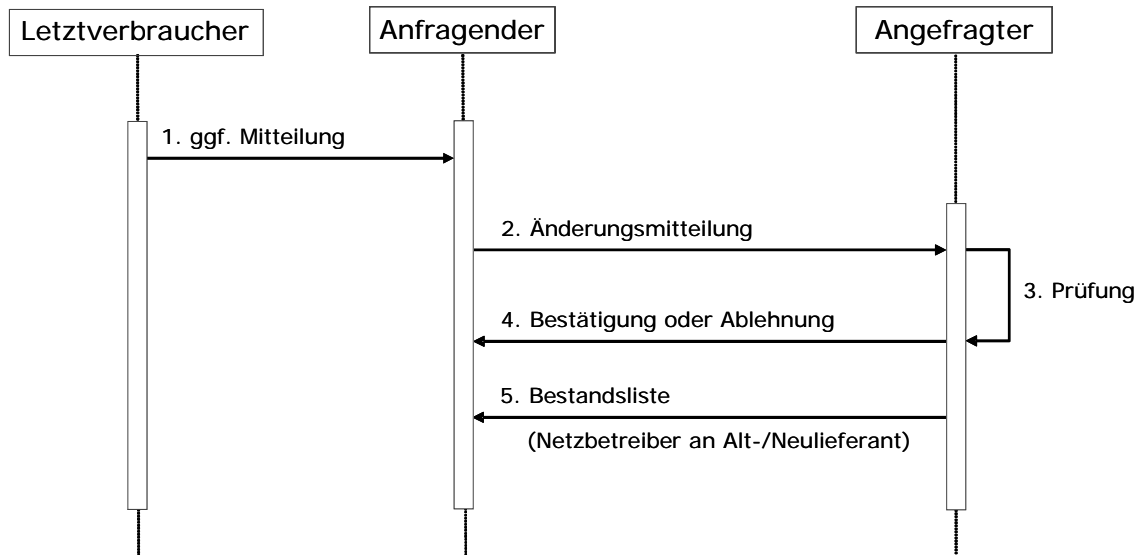 Letztverbraucher
Anfragender
Angefragter
1. ggf. Mitteilung
2. Änderungsmitteilung
3. Prüfung
4. Bestätigung oder Ablehnung
5. Bestandsliste
(Netzbetreiber an Alt-/Neulieferant)